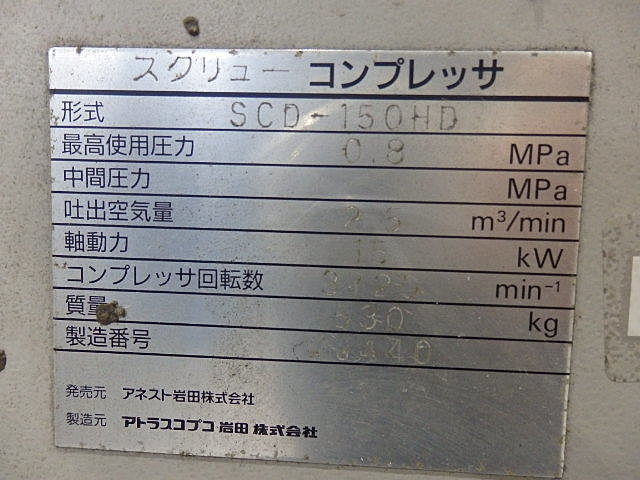 スクリュー コンプレッサ
形式 SCD-150HD
最高使用圧力 0.8 MPa
中間圧力 MPa
吐出空気量 2.5 m³/min
軸動力 kW
コンプレッサ回転数 min⁻¹
質量 kg
製造番号
発売元 アネスト岩田株式会社
製造元 アトラスコプコ岩田株式会社